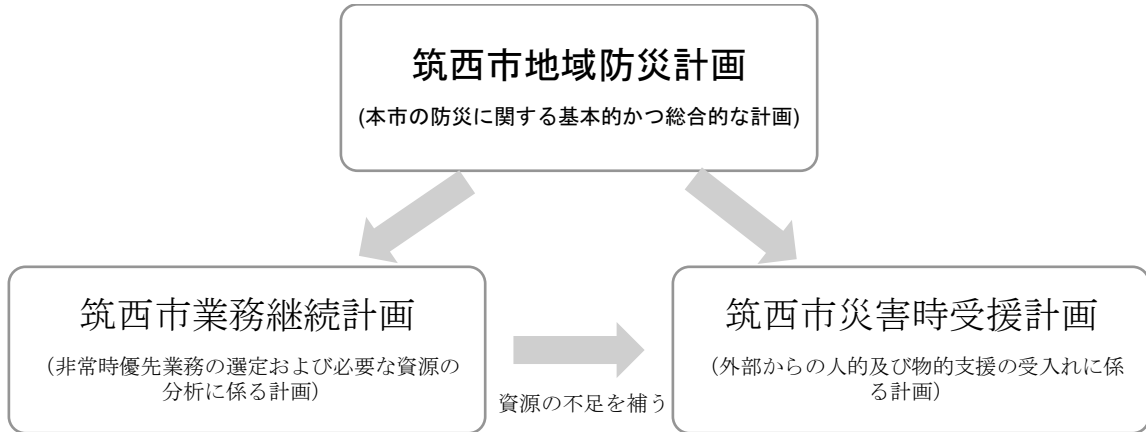 筑西市地域防災計画
(本市の防災に関する基本的かつ総合的な計画)
筑西市業務継続計画
（非常時優先業務の選定および必要な資源の
分析に係る計画）
資源の不足を補う
筑西市災害時受援計画
（外部からの人的及び物的支援の受入れに係
る計画）